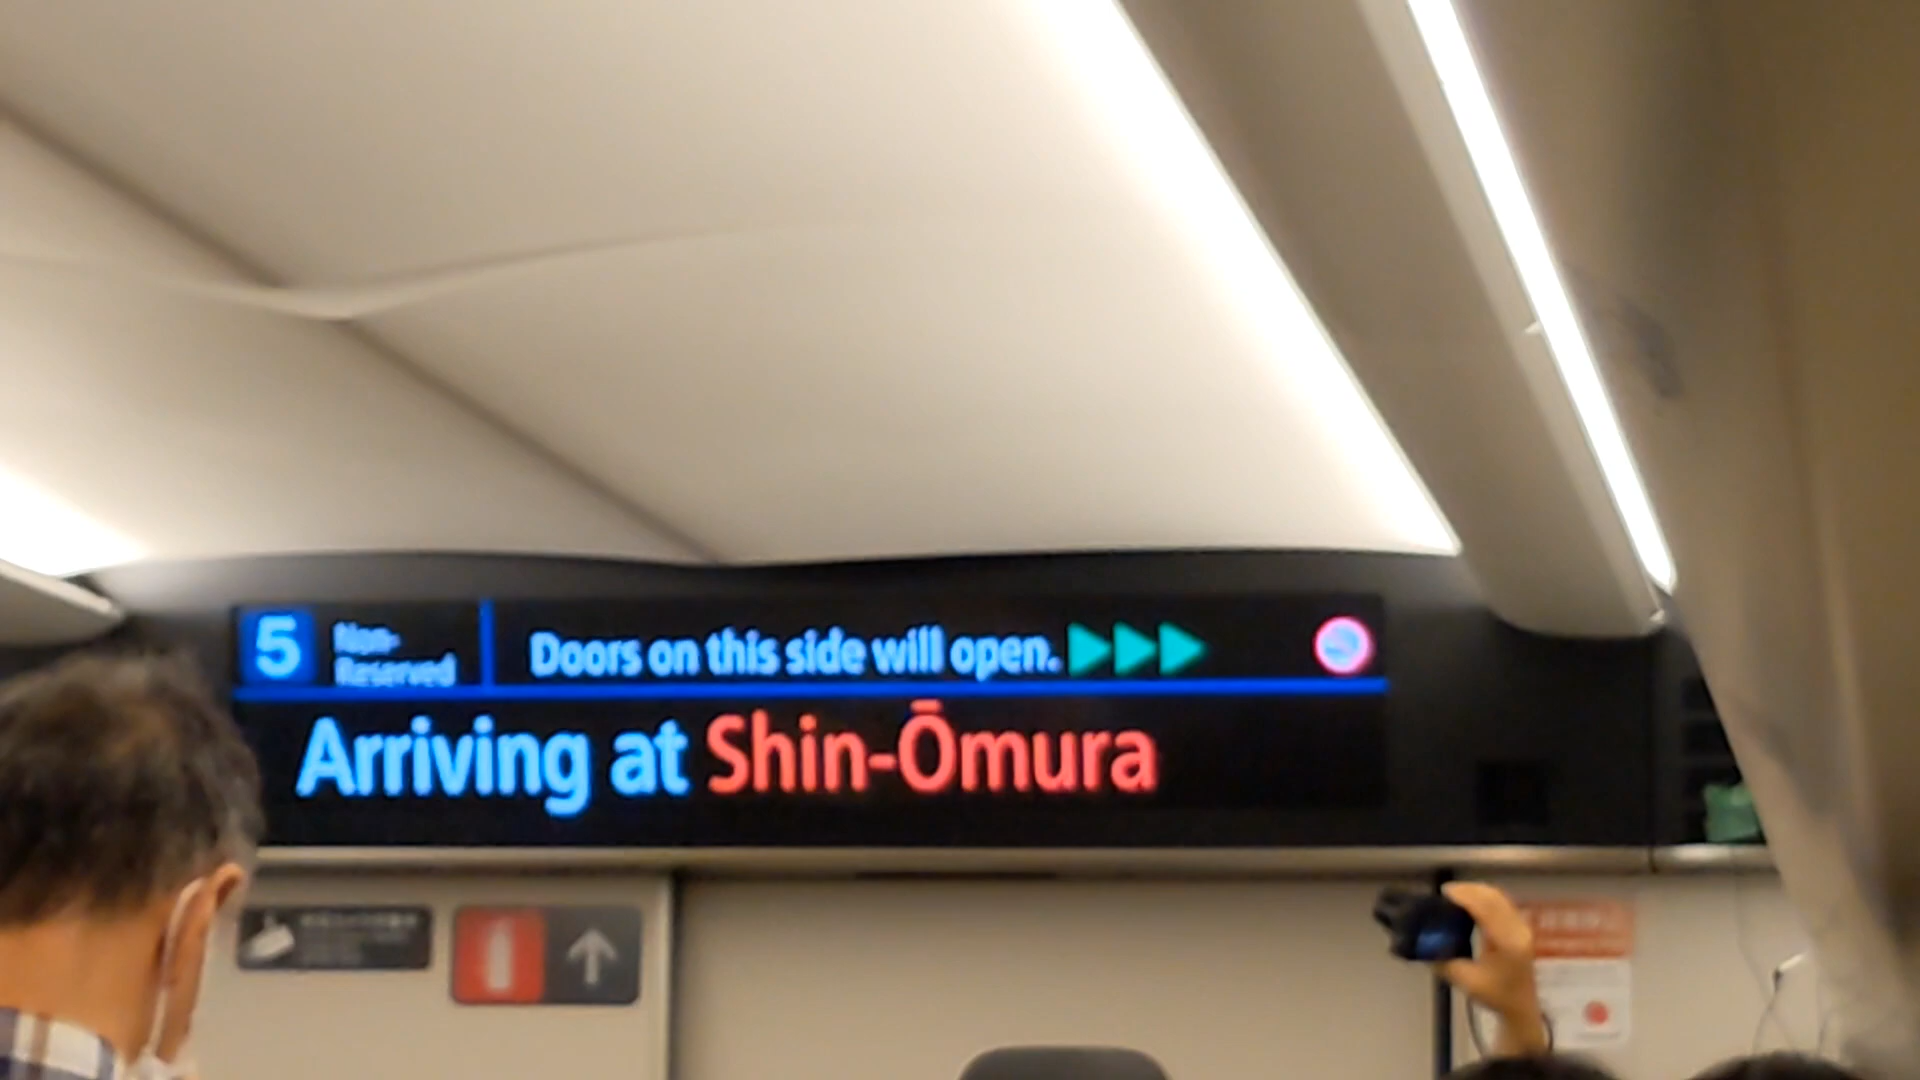 5
Non-
Reserved
Doors on this side will open.
Arriving at Shin-Ōmura